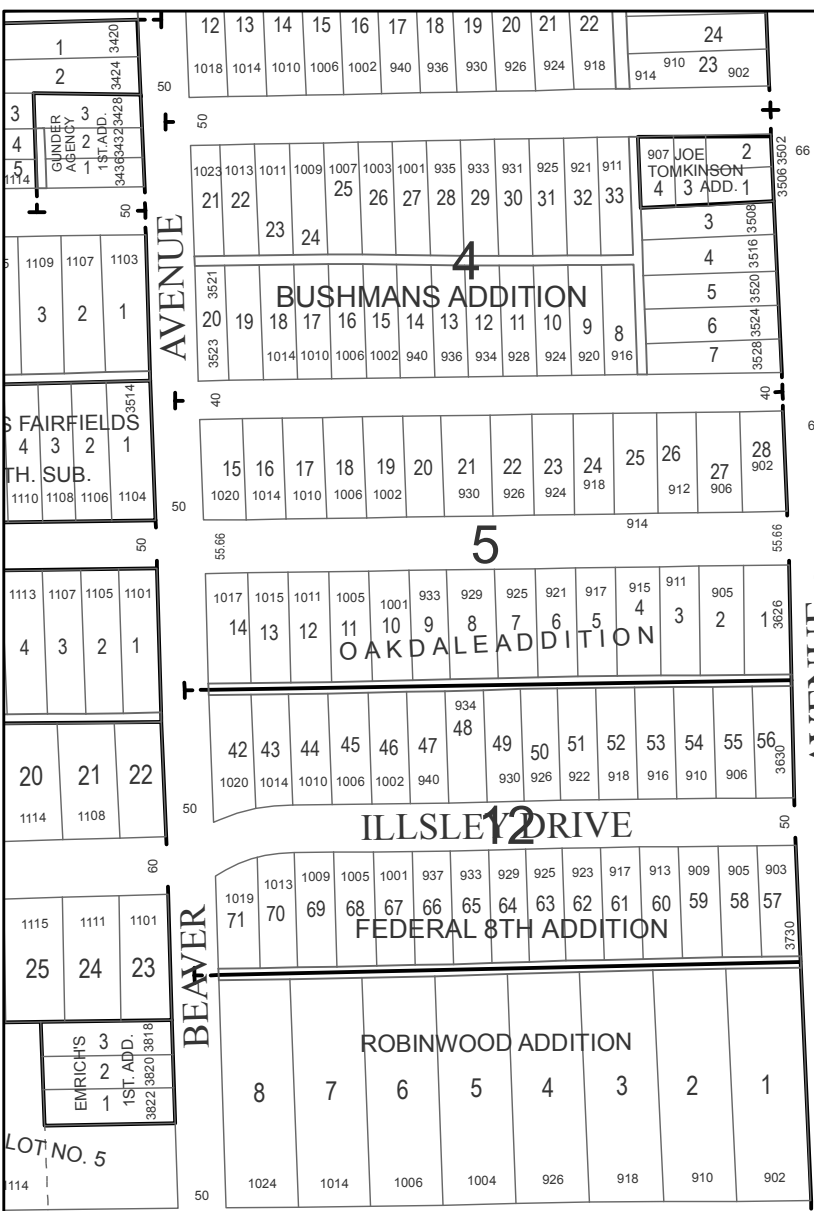 12 13 14 15 16 17 18 19 20 21 22
1018 1014 1010 1006 1002 940 936 930 926 924 918
24
914 910 23 902
1 3420
2 3424
3 3 3428
4 2 3432
5 1 3436
1114
GUNDER
AGENCY
1ST.ADD.
50
50
50
AVENUE
1023 1013 1011 1009 1007 1003 1001 935 933 931 925 921 911
21 22 23 24 25 26 27 28 29 30 31 32 33
907 JOE 2
TOMKINSON
4 3 ADD. 1
3502
3506
66
3 3508
4 3516
5 3520
6 3524
7 3528
4
BUSHMANS ADDITION
3521
20 19 18 17 16 15 14 13 12 11 10 9 8
3523
1014 1010 1006 1002 940 936 934 928 924 920 916
5 1109 1107 1103
3 2 1
40
40
S FAIRFIELDS
3514
4 3 2 1
TH. SUB.
1110 1108 1106 1104
6
15 16 17 18 19 20 21 22 23 24 25 26 27 28
1020 1014 1010 1006 1002 930 926 924 918 912 906 902
914
50
50
55.66
55.66
5
1113 1107 1105 1101
4 3 2 1
1017 1015 1011 1005 1001 933 929 925 921 917 915 911 905
14 13 12 11 10 9 8 7 6 5 4 3 2 1
3626
OAKDALE ADDITION
AVENUE
934
42 43 44 45 46 47 48 49 50 51 52 53 54 55 56
1020 1014 1010 1006 1002 940 930 926 922 918 916 910 906
3630
20 21 22
1114 1108
50
50
60
ILLSLEY DRIVE
12
1019 1013 1009 1005 1001 937 933 929 925 923 917 913 909 905 903
71 70 69 68 67 66 65 64 63 62 61 60 59 58 57
3730
FEDERAL 8TH ADDITION
1115 1111 1101
25 24 23
BEAVER
EMRICH'S
1ST. ADD.
3 3818
2 3820
1 3822
LOT NO. 5
1114
50
ROBINWOOD ADDITION
8 7 6 5 4 3 2 1
1024 1014 1006 1004 926 918 910 902